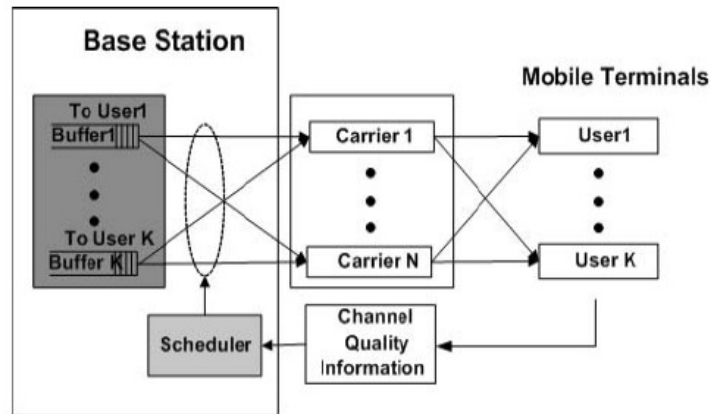 Base Station
Mobile Terminals
To User1
Buffer1
Carrier 1
User1
To User K
Buffer K
Carrier N
User K
Scheduler
Channel
Quality
Information